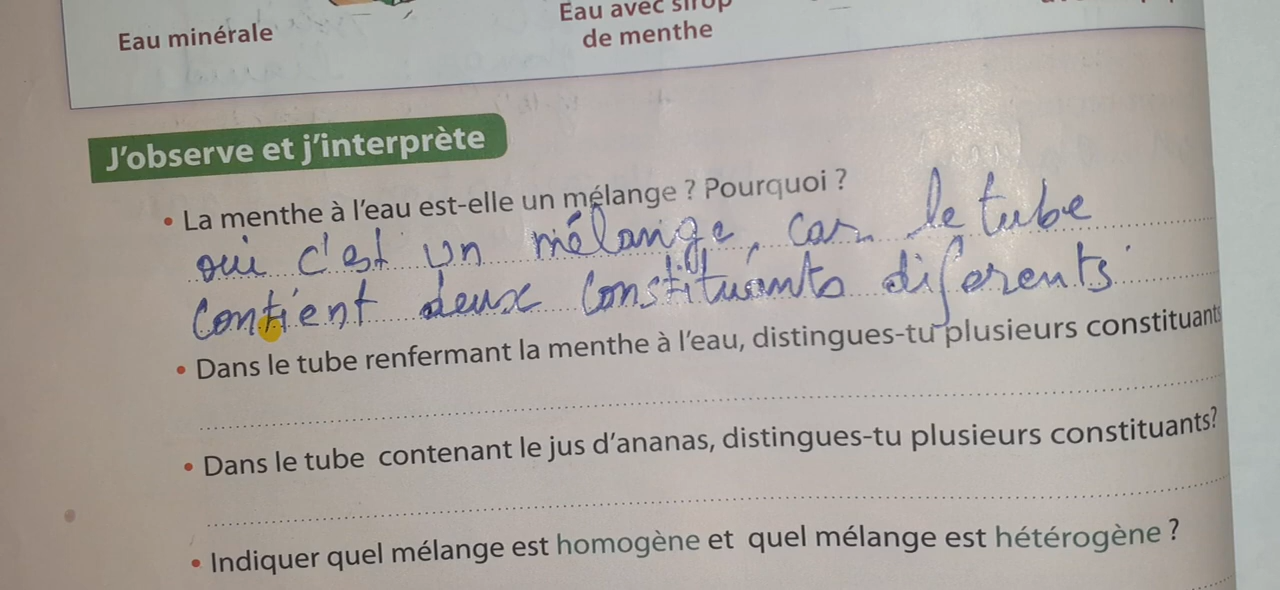 Eau minérale
Eau avec sirop
de menthe
J'observe et j'interprète
• La menthe à l'eau est-elle un mélange ? Pourquoi ?
oui c'est un mélange, car le tube
contient deux constituants diferents.
• Dans le tube renfermant la menthe à l'eau, distingues-tu plusieurs constituants
• Dans le tube contenant le jus d'ananas, distingues-tu plusieurs constituants?
• Indiquer quel mélange est homogène et quel mélange est hétérogène ?